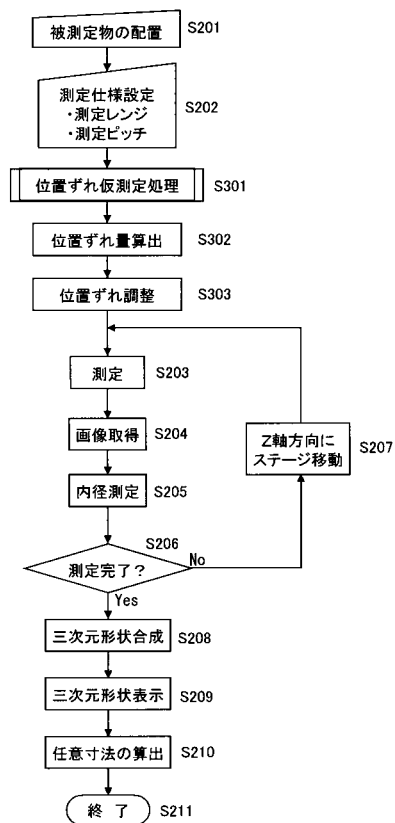 被測定物の配置
S201
測定仕様設定
・測定レンジ
・測定ピッチ
S202
位置ずれ仮測定処理
S301
位置ずれ量算出
S302
位置ずれ調整
S303
測定
S203
画像取得
S204
Z軸方向に
ステージ移動
S207
内径測定
S205
S206
測定完了？
No
Yes
三次元形状合成
S208
三次元形状表示
S209
任意寸法の算出
S210
終 了
S211